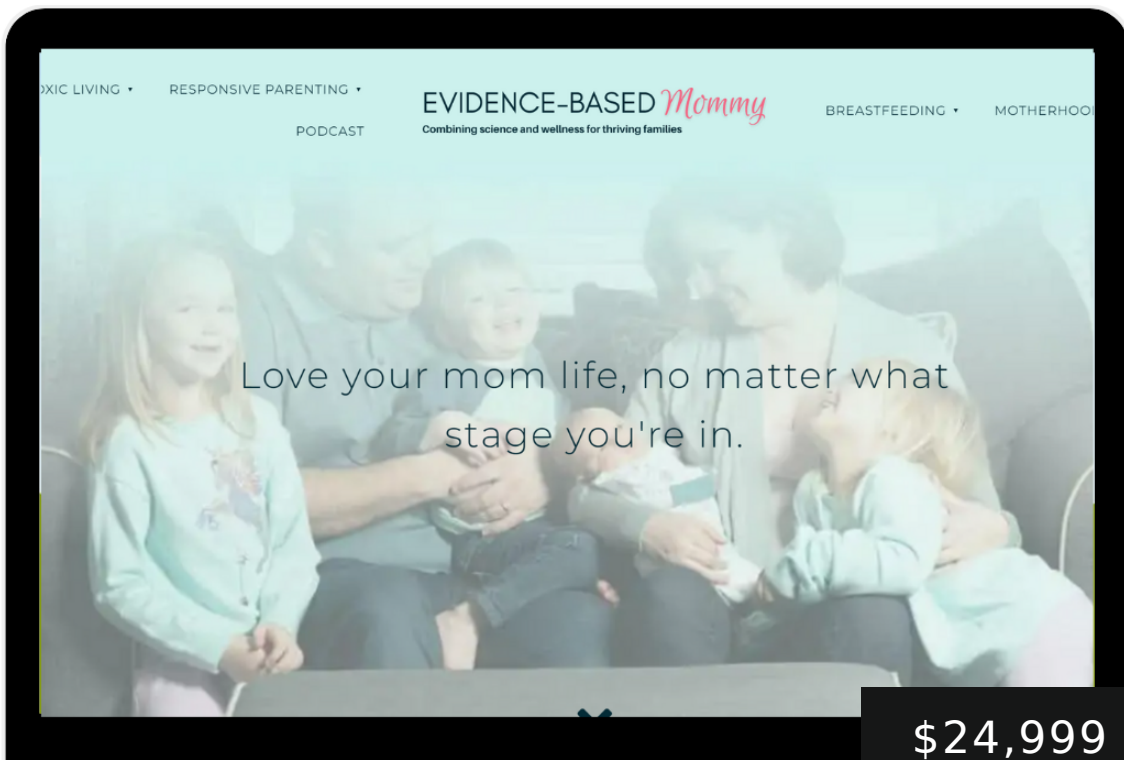 OXIC LIVING ▾
RESPONSIVE PARENTING ▾
PODCAST
EVIDENCE-BASED Mommy
Combining science and wellness for thriving families
BREASTFEEDING ▾
MOTHERHOO
Love your mom life, no matter what
stage you're in.
$24,999